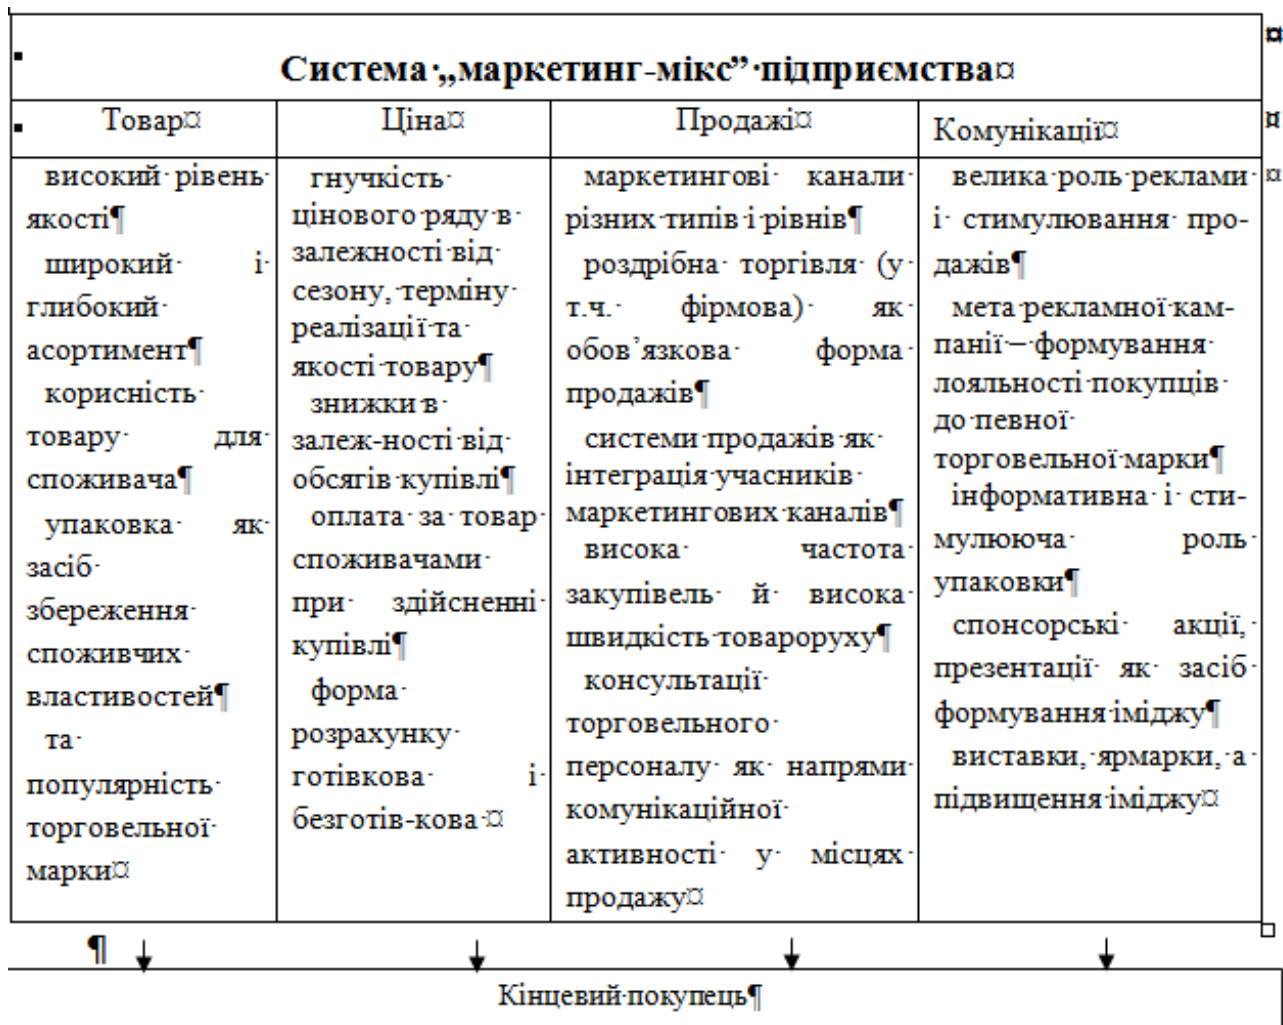 Система „маркетинг-мікс” підприємства
Товар
Ціна
Продажі
Комунікації
високий рівень
якості
широкий і
глибокий
асортимент
корисність
товару для
споживача
упаковка як
засіб
збереження
споживчих
властивостей
та
популярність
торговельної
марки
гнучкість
цінового ряду в
залежності від
сезону, терміну
реалізації та
якості товару
знижки в
залеж-ності від
обсягів купівлі
оплата за товар
споживачами
при здійсненні
купівлі
форма
розрахунку
готівкова і
безготів-кова
маркетингові канали
різних типів і рівнів
роздрібна торгівля (у
т.ч. фірмова) як
обов’язкова форма
продажів
системи продажів як
інтеграція учасників
маркетингових каналів
висока частота
закупівель й висока
швидкість товароруху
консультації
торговельного
персоналу як напрями
комунікаційної
активності у місцях
продажу
велика роль реклами
і стимулювання про-
дажів
мета рекламної кам-
панії – формування
лояльності покупців
до певної
торговельної марки
інформативна і сти-
мулююча роль
упаковки
спонсорські акції,
презентації як засіб
формування іміджу
виставки, ярмарки, а
підвищення іміджу
Кінцевий покупець